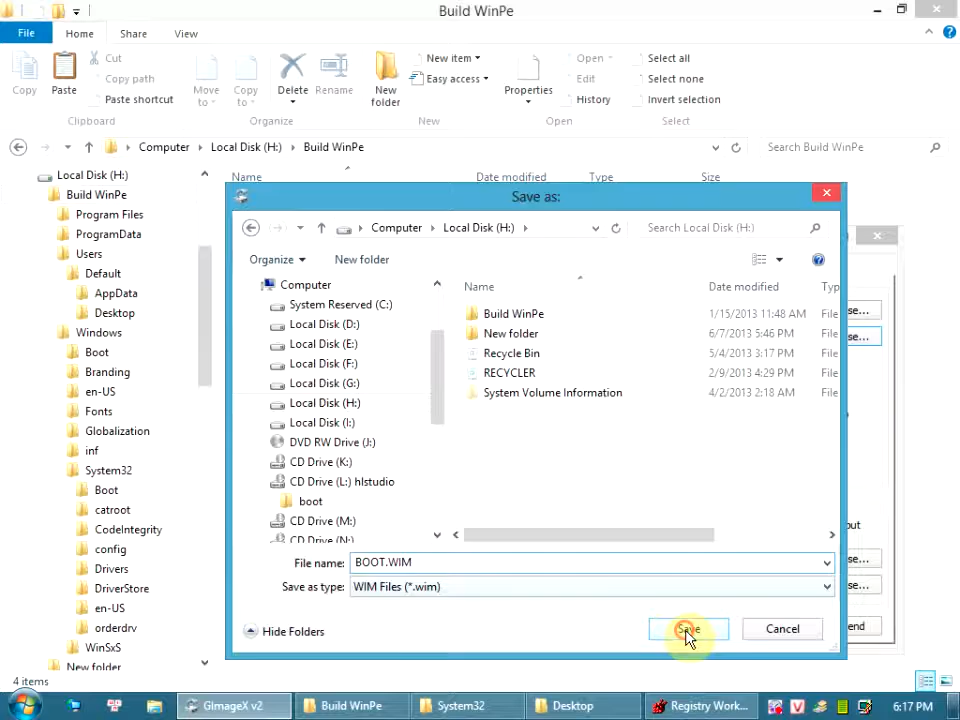 Build WinPe
File Home Share View
Copy Paste Cut Copy path Paste shortcut Move to Copy to Delete Rename New folder New item Easy access Properties Open Edit History Select all Select none Invert selection
Clipboard Organize New Open Select
Computer Local Disk (H:) Build WinPe Search Build WinPe
Name Date modified Type Size
Local Disk (H:)
Build WinPe
Program Files
ProgramData
Users
Default
AppData
Desktop
Windows
Boot
Branding
en-US
Fonts
Globalization
inf
System32
Boot
catroot
CodeIntegrity
config
Drivers
DriverStore
en-US
orderdrv
WinSxS
New folder
4 items
Save as:
Computer Local Disk (H:) Search Local Disk (H:)
Organize New folder
Computer
System Reserved (C:)
Local Disk (D:)
Local Disk (E:)
Local Disk (F:)
Local Disk (G:)
Local Disk (H:)
Local Disk (I:)
DVD RW Drive (J:)
CD Drive (K:)
CD Drive (L:) hlstudio
boot
CD Drive (M:)
CD Drive (N:)
Name Date modified Typ
Build WinPe 1/15/2013 11:48 AM File
New folder 6/7/2013 5:46 PM File
Recycle Bin 5/4/2013 3:17 PM File
RECYCLER 2/9/2013 4:29 PM File
System Volume Information 4/2/2013 2:18 AM File
File name: BOOT.WIM
Save as type: WIM Files (*.wim)
Hide Folders Save Cancel
se...
se...
out
se...
se...
end
GImageX v2 Build WinPe System32 Desktop Registry Work... 6:17 PM